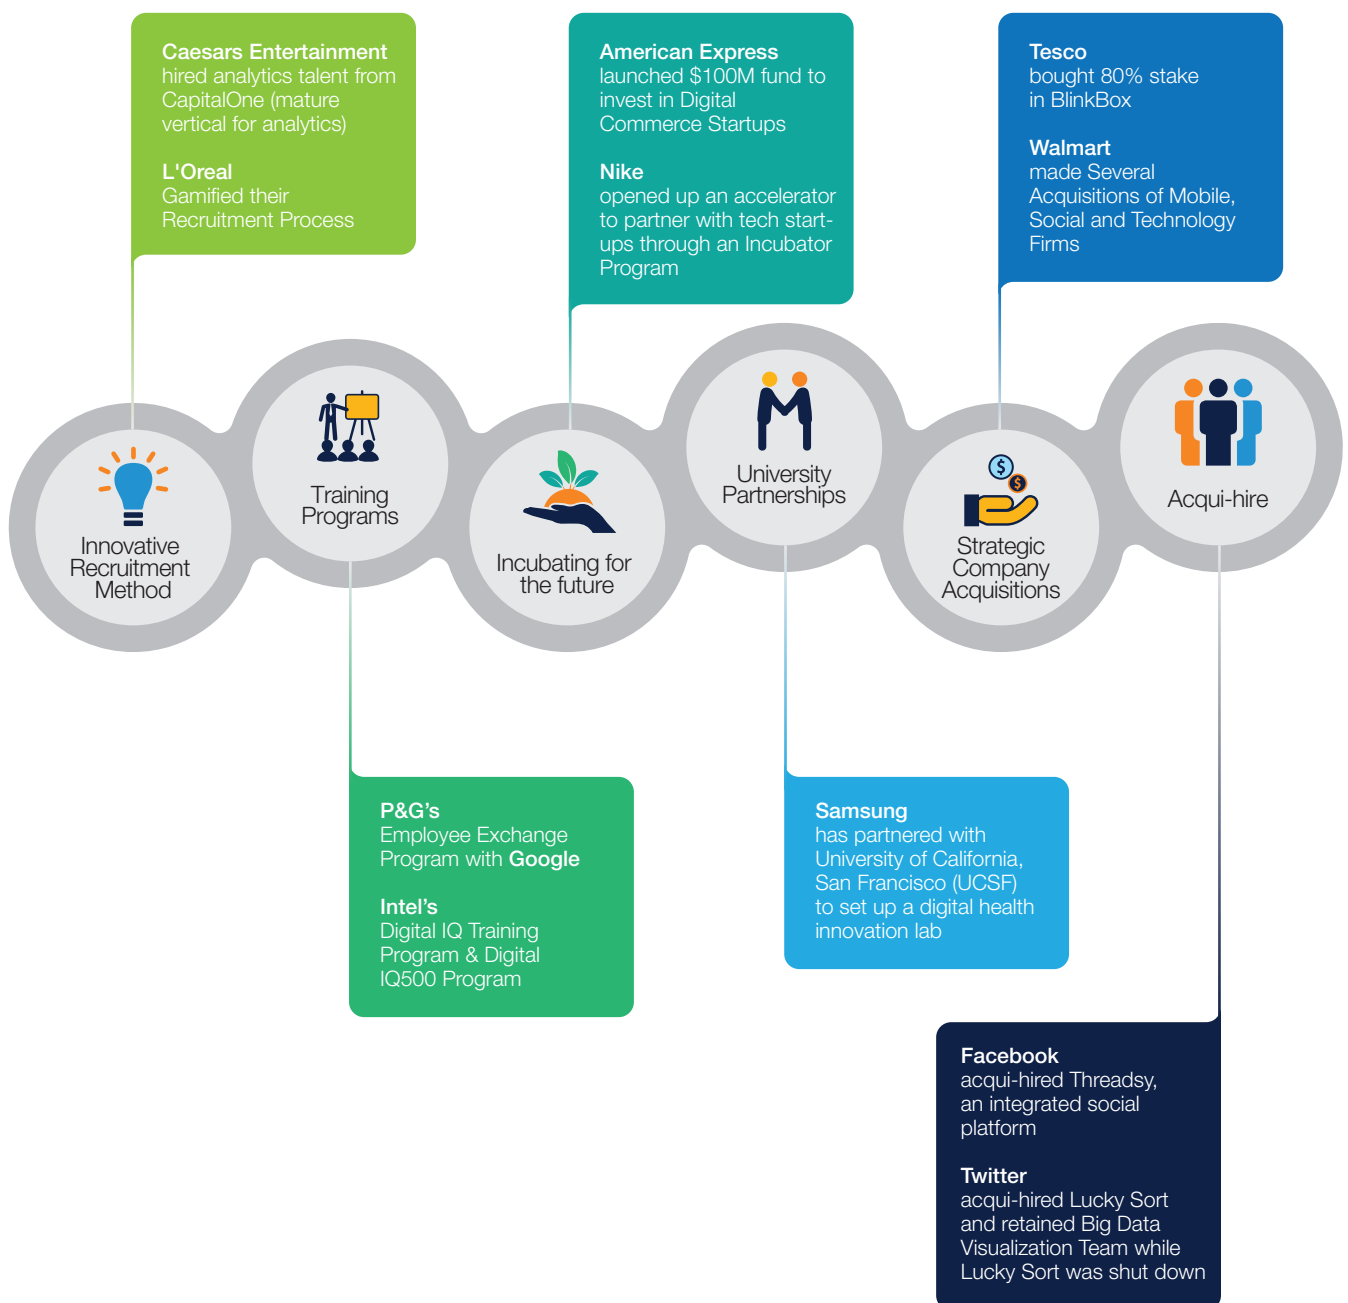 Caesars Entertainment
hired analytics talent from
CapitalOne (mature
vertical for analytics)
L'Oreal
Gamified their
Recruitment Process
American Express
launched $100M fund to
invest in Digital
Commerce Startups
Nike
opened up an accelerator
to partner with tech start-
ups through an Incubator
Program
Tesco
bought 80% stake
in BlinkBox
Walmart
made Several
Acquisitions of Mobile,
Social and Technology
Firms
Innovative
Recruitment
Method
Training
Programs
Incubating for
the future
University
Partnerships
$
$
Strategic
Company
Acquisitions
Acqui-hire
P&G’s
Employee Exchange
Program with Google
Intel’s
Digital IQ Training
Program & Digital
IQ500 Program
Samsung
has partnered with
University of California,
San Francisco (UCSF)
to set up a digital health
innovation lab
Facebook
acqui-hired Threadsy,
an integrated social
platform
Twitter
acqui-hired Lucky Sort
and retained Big Data
Visualization Team while
Lucky Sort was shut down